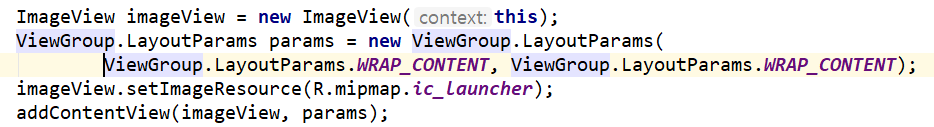 ImageView imageView = new ImageView( context: this);
ViewGroup.LayoutParams params = new ViewGroup.LayoutParams(
ViewGroup.LayoutParams.WRAP_CONTENT, ViewGroup.LayoutParams.WRAP_CONTENT);
imageView.setImageResource(R.mipmap.ic_launcher);
addContentView(imageView, params);